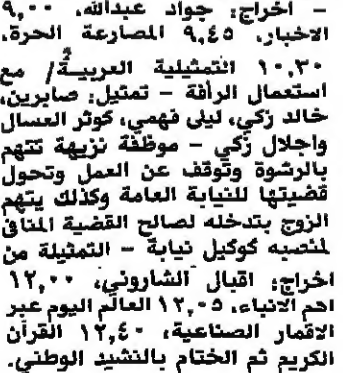 – اخراج: جواد عبدالله، ٩,٠٠
الاخبار، ٩,٤٥ المصارعة الحرة،
١٠,٣٠ التمثيلية العربية/ مع
استعمال الرأفة – تمثيل: صابرين،
خالد زكي، ليلى فهمي، كوثر العسال
واجلال زكي – موظفة نزيهة تتهم
بالرشوة وتوقف عن العمل وتحول
قضيتها للنيابة العامة وكذلك يتهم
الزوج بتدخله لصالح القضية المنافي
لمنصبه كوكيل نيابة – التمثيلة من
اخراج: اقبال الشاروني، ١٢,٠٠
اهم الانباء، ١٢,٠٥ العالم اليوم عبر
الاقمار الصناعية، ١٢,٤٠ القرآن
الكريم ثم الختام بالنشيد الوطني.